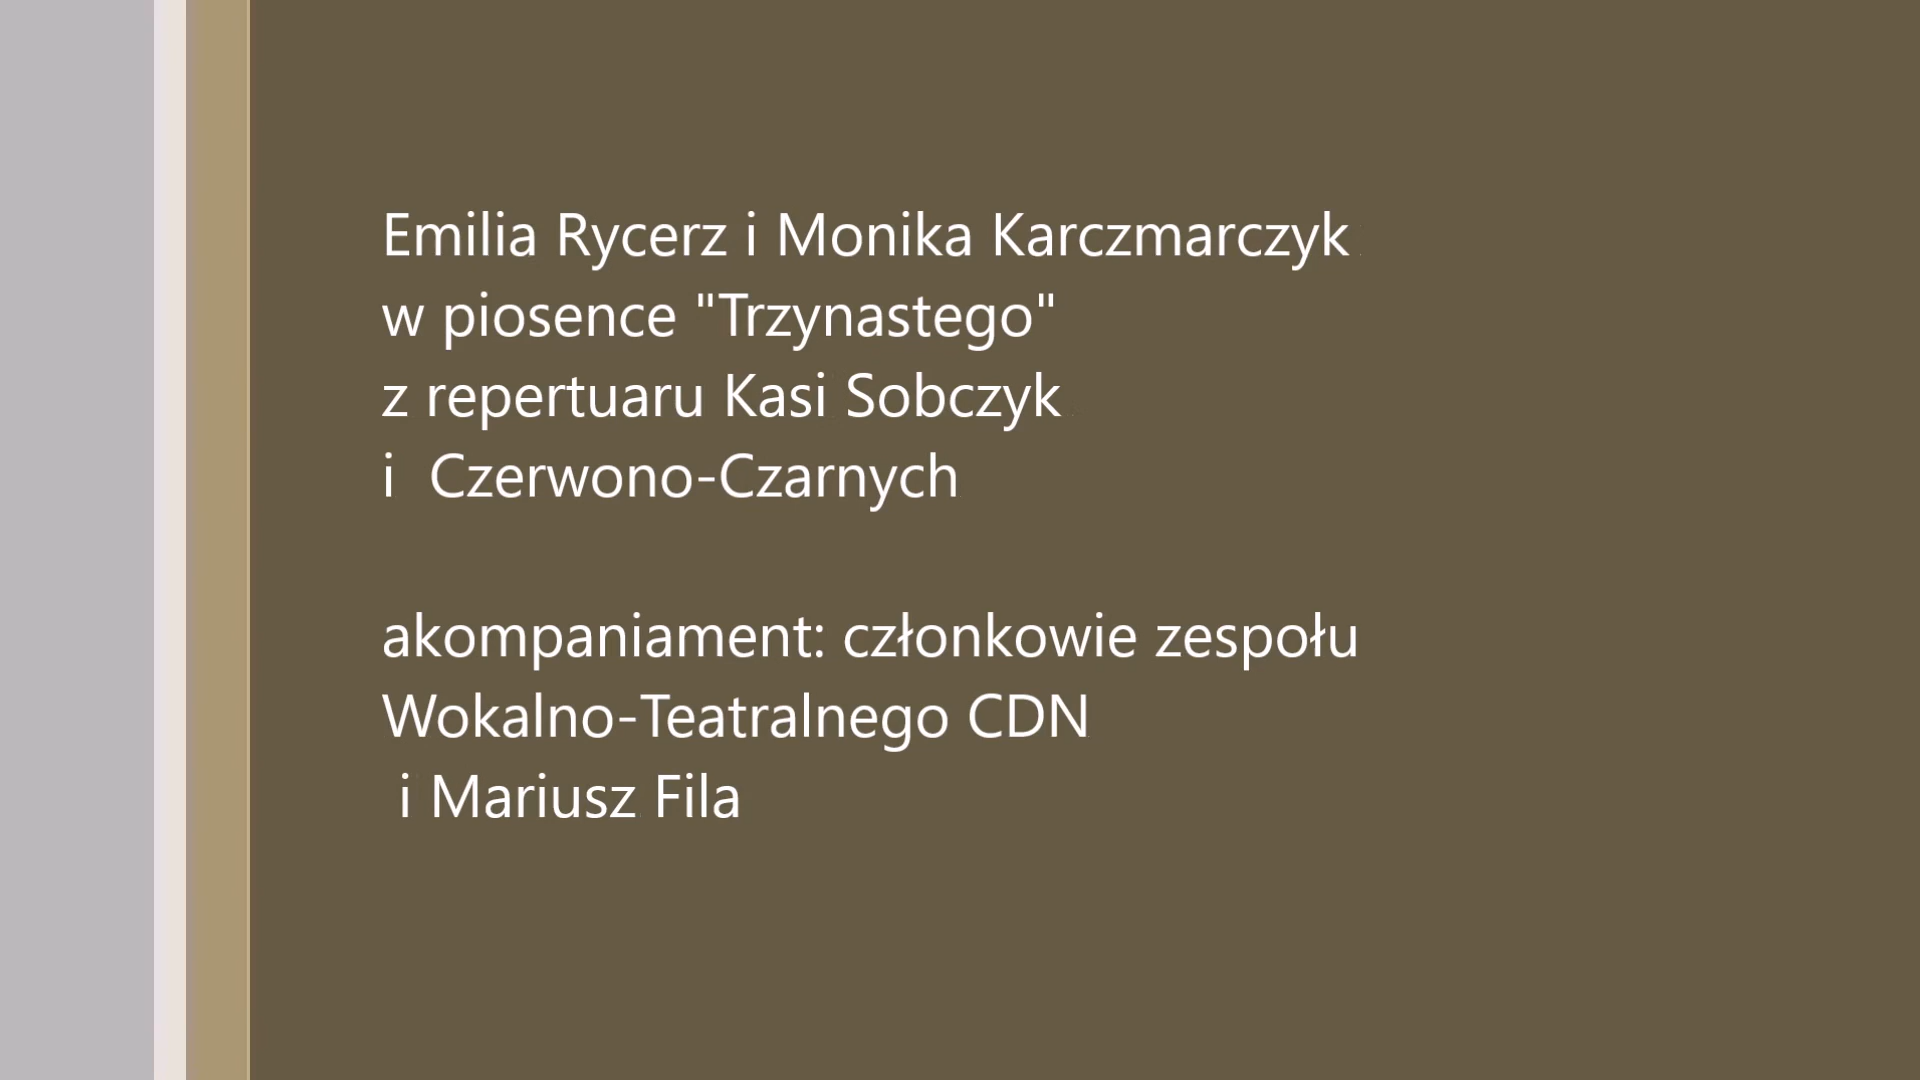 Emilia Rycerz i Monika Karczmarczyk
w piosence "Trzynastego"
z repertuaru Kasi Sobczyk
i  Czerwono-Czarnych
akompaniament: członkowie zespołu
Wokalno-Teatralnego CDN
i Mariusz Fila